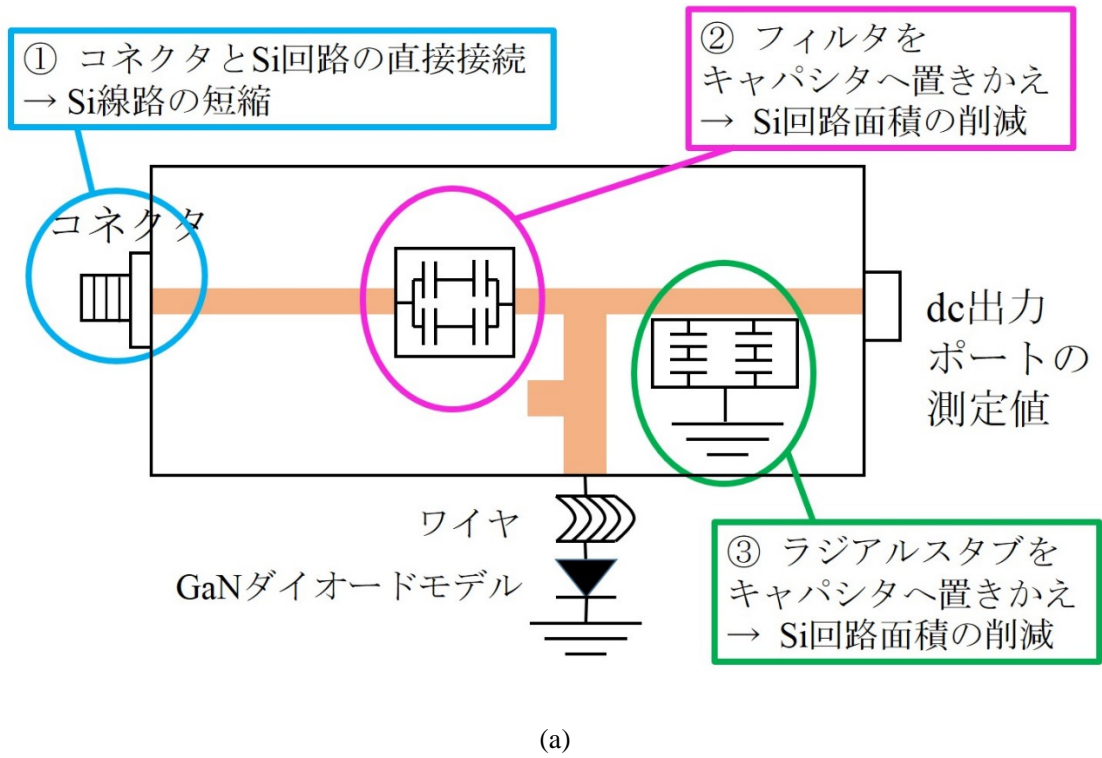 ① コネクタとSi回路の直接接続
→ Si線路の短縮
② フィルタを
キャパシタへ置きかえ
→ Si回路面積の削減
コネクタ
dc出力
ポートの
測定値
ワイヤ
GaNダイオードモデル
③ ラジアルスタブを
キャパシタへ置きかえ
→ Si回路面積の削減
(a)